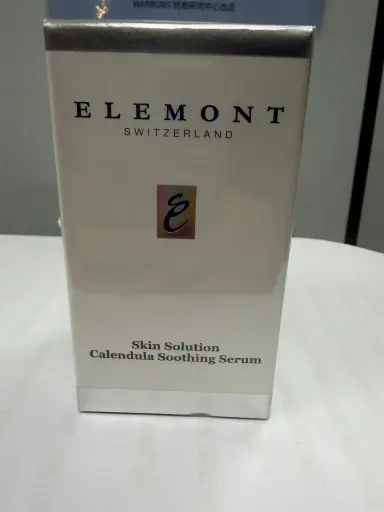 ELEMONT
SWITZERLAND
Skin Solution
Calendula Soothing Serum